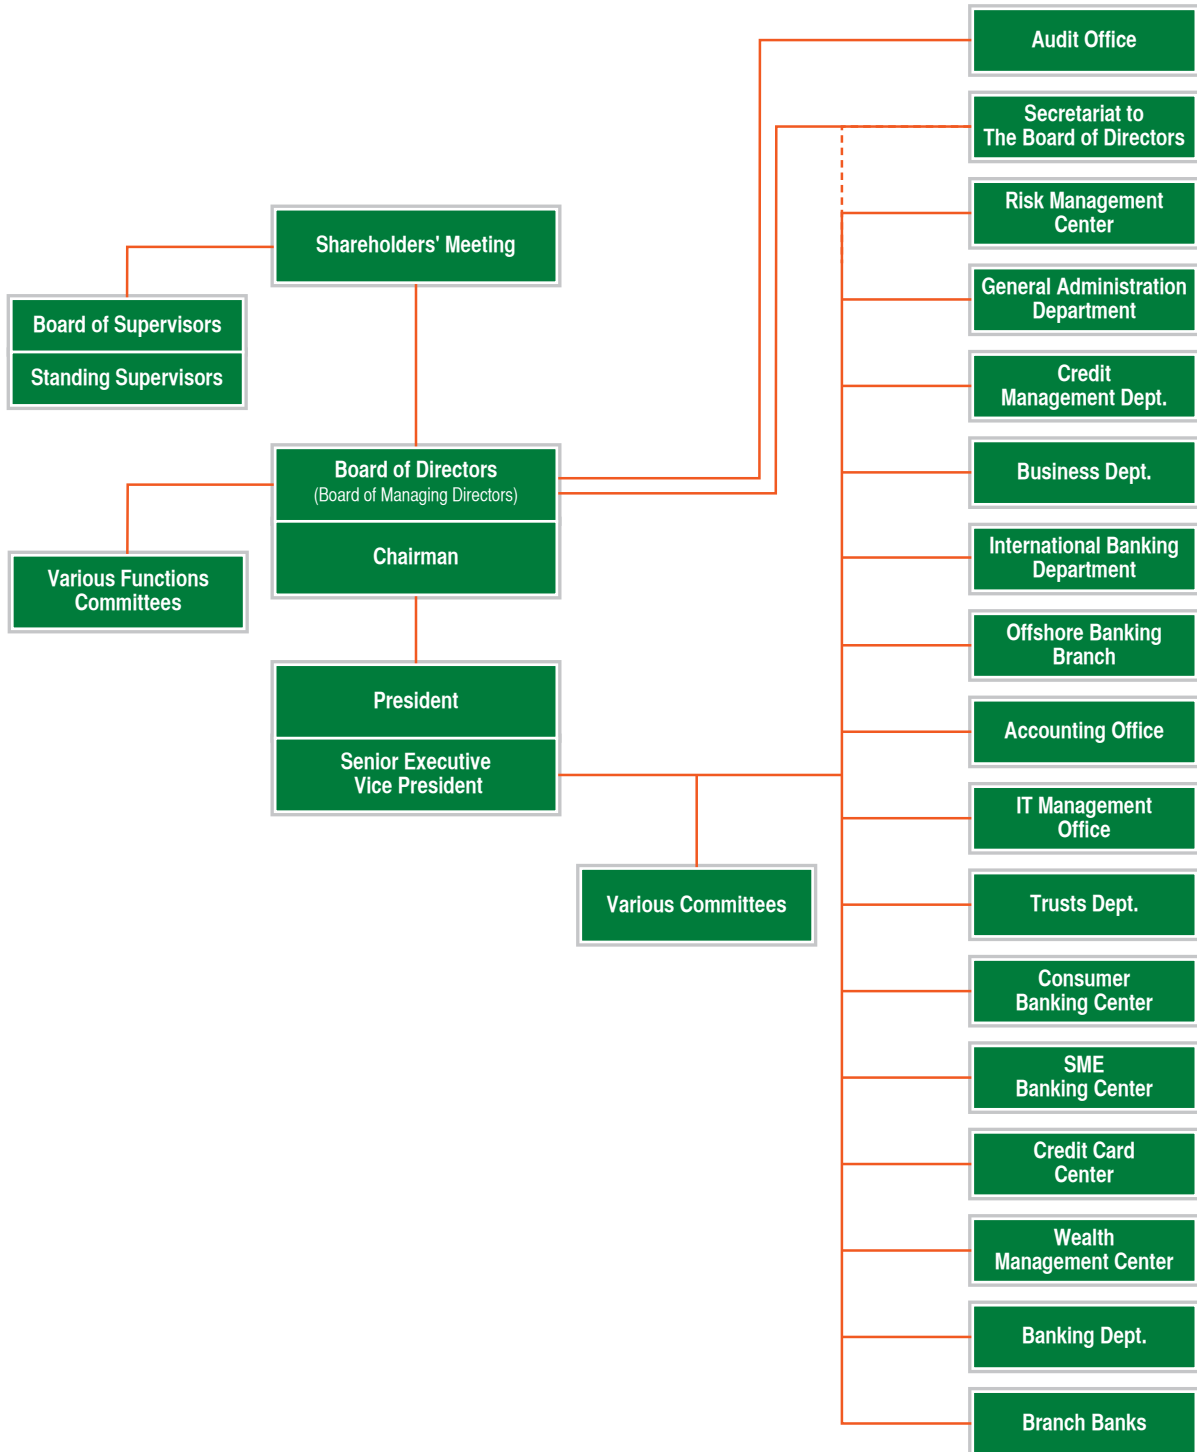 Audit Office
Secretariat to
The Board of Directors
Risk Management
Center
Shareholders' Meeting
General Administration
Department
Board of Supervisors
Standing Supervisors
Credit
Management Dept.
Board of Directors
(Board of Managing Directors)
Business Dept.
Chairman
International Banking
Department
Various Functions
Committees
Offshore Banking
Branch
President
Accounting Office
Senior Executive
Vice President
IT Management
Office
Various Committees
Trusts Dept.
Consumer
Banking Center
SME
Banking Center
Credit Card
Center
Wealth
Management Center
Banking Dept.
Branch Banks